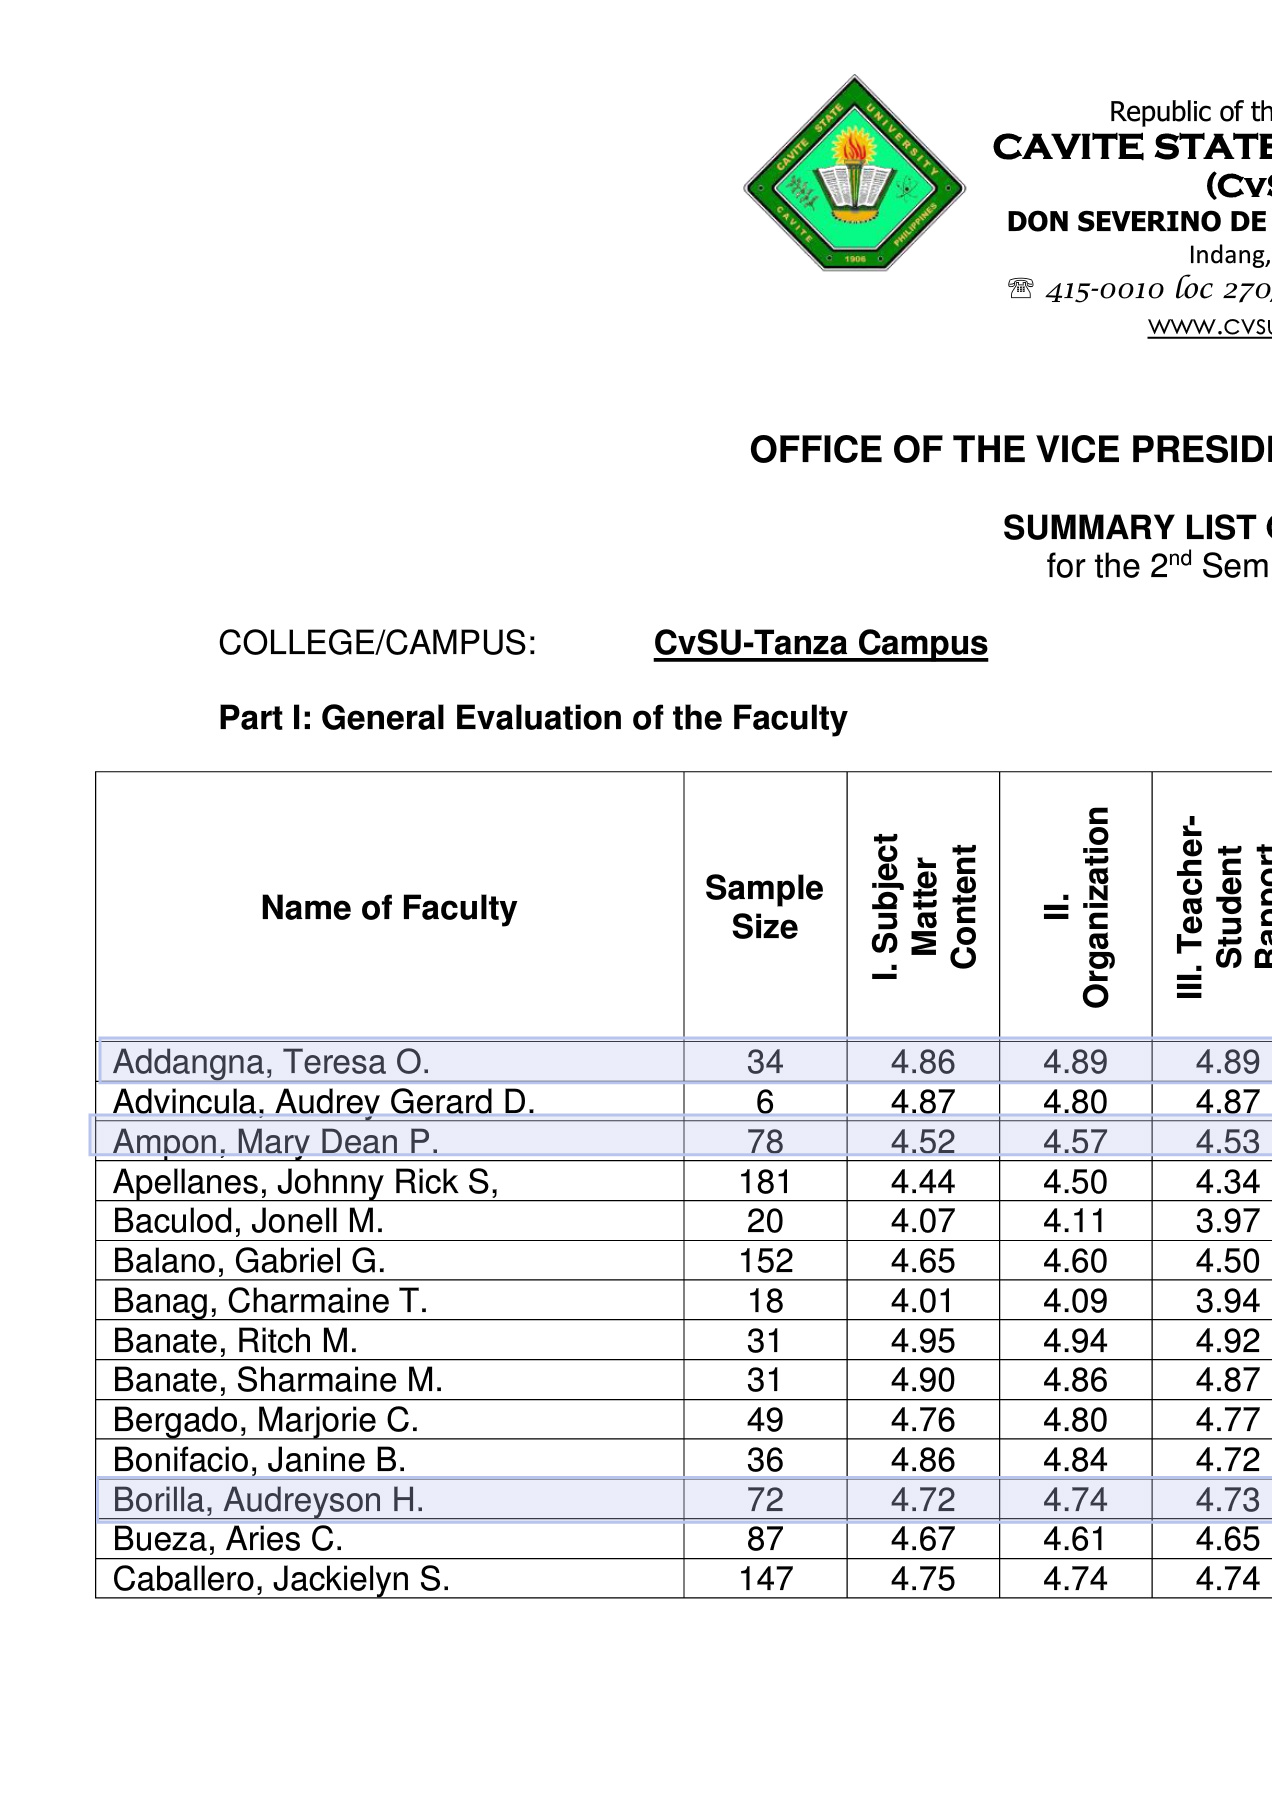 CAVITE STATE UNIVERSITY
CAVITE
PHILIPPINES
1906
Republic of th
CAVITE STATE
(CvS
DON SEVERINO DE
Indang,
☏ 415-0010 loc 270,
www.cvsu
OFFICE OF THE VICE PRESIDE
SUMMARY LIST O
for the 2nd Sem
COLLEGE/CAMPUS: CvSU-Tanza Campus
Part I: General Evaluation of the Faculty
Name of Faculty
Sample
Size
I. Subject
Matter
Content
II.
Organization
III. Teacher-
Student
Rapport
Addangna, Teresa O. 34 4.86 4.89 4.89
Advincula, Audrey Gerard D. 6 4.87 4.80 4.87
Ampon, Mary Dean P. 78 4.52 4.57 4.53
Apellanes, Johnny Rick S, 181 4.44 4.50 4.34
Baculod, Jonell M. 20 4.07 4.11 3.97
Balano, Gabriel G. 152 4.65 4.60 4.50
Banag, Charmaine T. 18 4.01 4.09 3.94
Banate, Ritch M. 31 4.95 4.94 4.92
Banate, Sharmaine M. 31 4.90 4.86 4.87
Bergado, Marjorie C. 49 4.76 4.80 4.77
Bonifacio, Janine B. 36 4.86 4.84 4.72
Borilla, Audreyson H. 72 4.72 4.74 4.73
Bueza, Aries C. 87 4.67 4.61 4.65
Caballero, Jackielyn S. 147 4.75 4.74 4.74